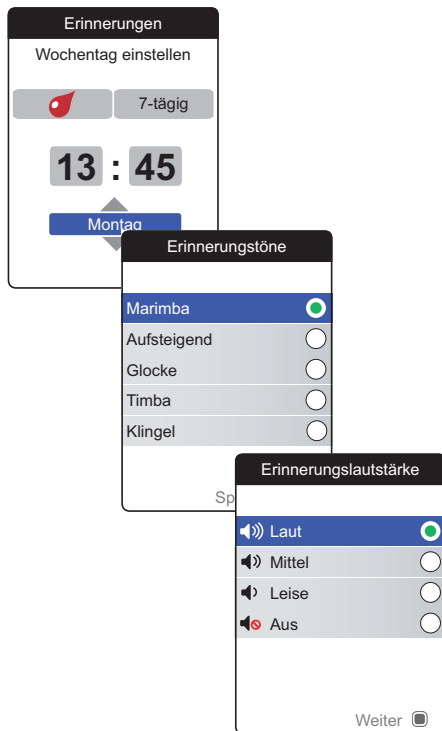 Erinnerungen
Wochentag einstellen
7-tägig
13 : 45
Montag
Erinnerungstöne
Marimba
Aufsteigend
Glocke
Timba
Klingel
Sp
Erinnerungslautstärke
Laut
Mittel
Leise
Aus
Weiter